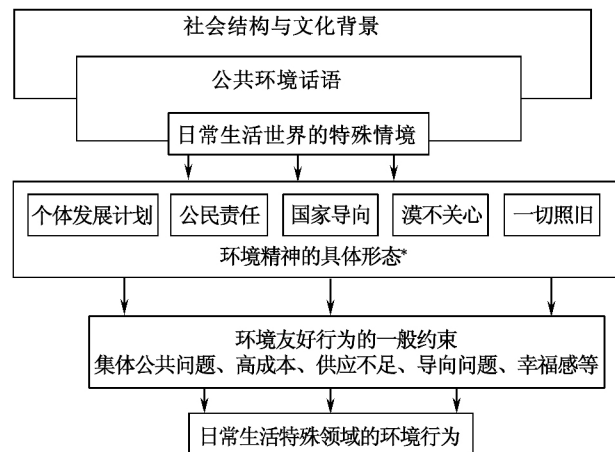 社会结构与文化背景
公共环境话语
日常生活世界的特殊情境
个体发展计划 公民责任 国家导向 漠不关心 一切照旧
环境精神的具体形态*
环境友好行为的一般约束
集体公共问题、高成本、供应不足、导向问题、幸福感等
日常生活特殊领域的环境行为